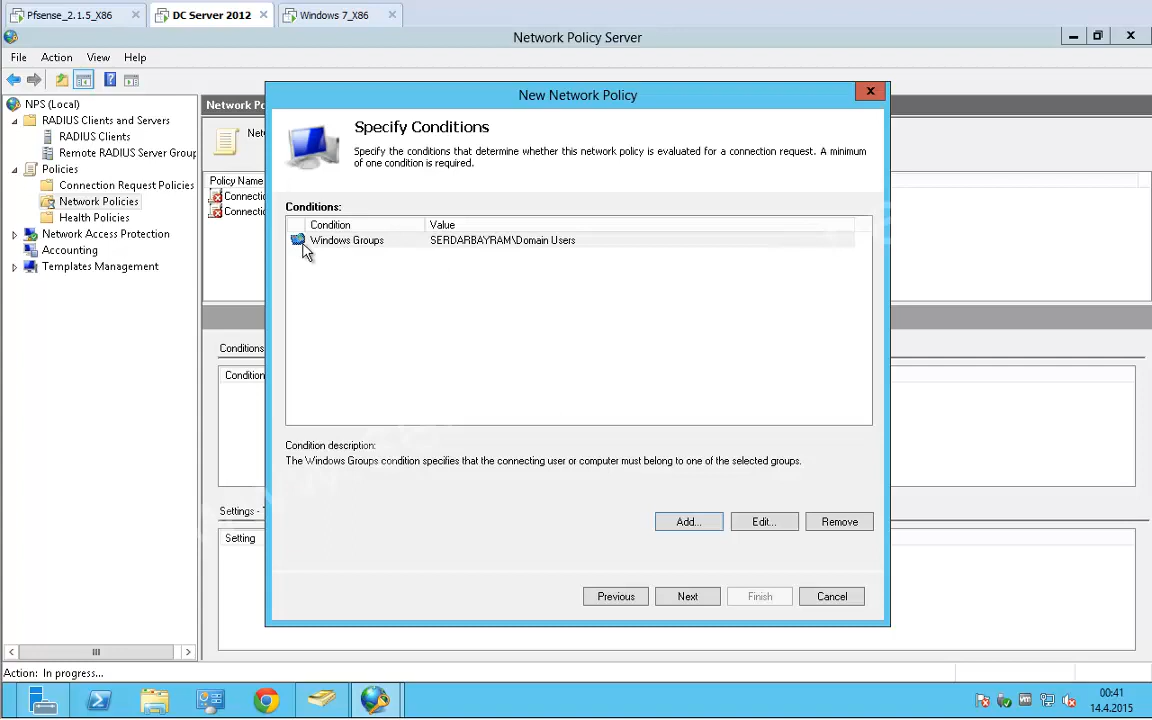 Pfsense_2.1.5_X86
DC Server 2012
Windows 7_X86
Network Policy Server
File Action View Help
NPS (Local)
RADIUS Clients and Servers
RADIUS Clients
Remote RADIUS Server Group
Policies
Connection Request Policies
Network Policies
Health Policies
Network Access Protection
Accounting
Templates Management
Network Po
Net
Policy Name
Connectio
Connectio
Conditions
Condition
Settings -
Setting
New Network Policy
Specify Conditions
Specify the conditions that determine whether this network policy is evaluated for a connection request. A minimum
of one condition is required.
Conditions:
Condition Value
Windows Groups SERDARBAYRAM\Domain Users
Condition description:
The Windows Groups condition specifies that the connecting user or computer must belong to one of the selected groups.
Add... Edit... Remove
Previous Next Finish Cancel
Action: In progress...
00:41
14.4.2015